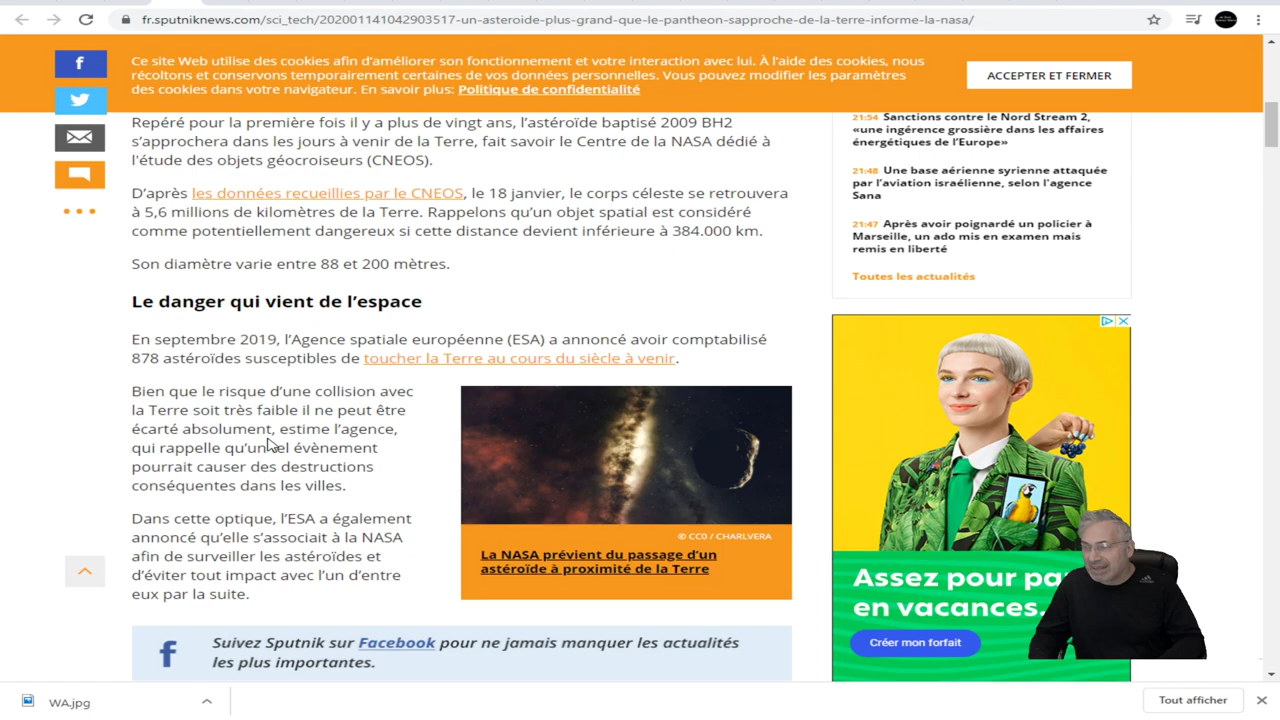 fr.sputniknews.com/sci_tech/202001141042903517-un-asteroide-plus-grand-que-le-pantheon-sapproche-de-la-terre-informe-la-nasa/
Ce site Web utilise des cookies afin d’améliorer son fonctionnement et votre interaction avec lui. À l’aide des cookies, nous
récoltons et conservons temporairement certaines de vos données personnelles. Vous pouvez modifier les paramètres
des cookies dans votre navigateur. En savoir plus: Politique de confidentialité
ACCEPTER ET FERMER
Repéré pour la première fois il y a plus de vingt ans, l’astéroïde baptisé 2009 BH2
s’approchera dans les jours à venir de la Terre, fait savoir le Centre de la NASA dédié à
l'étude des objets géocroiseurs (CNEOS).
D’après les données recueillies par le CNEOS, le 18 janvier, le corps céleste se retrouvera
à 5,6 millions de kilomètres de la Terre. Rappelons qu’un objet spatial est considéré
comme potentiellement dangereux si cette distance devient inférieure à 384.000 km.
Son diamètre varie entre 88 et 200 mètres.
Le danger qui vient de l’espace
En septembre 2019, l’Agence spatiale européenne (ESA) a annoncé avoir comptabilisé
878 astéroïdes susceptibles de toucher la Terre au cours du siècle à venir.
Bien que le risque d’une collision avec
la Terre soit très faible il ne peut être
écarté absolument, estime l’agence,
qui rappelle qu’un el évènement
pourrait causer des destructions
conséquentes dans les villes.
Dans cette optique, l’ESA a également
annoncé qu’elle s’associait à la NASA
afin de surveiller les astéroïdes et
d’éviter tout impact avec l’un d’entre
eux par la suite.
© CC0 / CHARLVERA
La NASA prévient du passage d’un
astéroïde à proximité de la Terre
f Suivez Sputnik sur Facebook pour ne jamais manquer les actualités
les plus importantes.
21:54 Sanctions contre le Nord Stream 2,
«une ingérence grossière dans les affaires
énergétiques de l’Europe»
21:48 Une base aérienne syrienne attaquée
par l’aviation israélienne, selon l'agence
Sana
21:47 Après avoir poignardé un policier à
Marseille, un ado mis en examen mais
remis en liberté
Toutes les actualités
Assez pour pa
en vacances.
Créer mon forfait
WA.jpg
Tout afficher